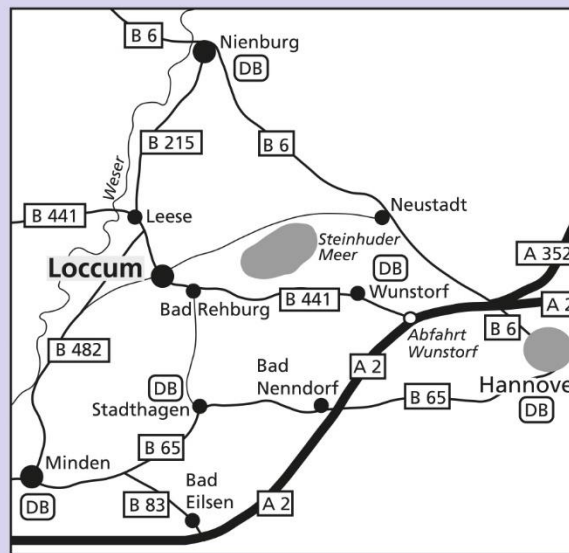 B 6
Nienburg
DB
B 215
B 6
Weser
B 441
Leese
Neustadt
Steinhuder
Meer
A 352
Loccum
DB
Bad Rehburg
B 441
Wunstorf
A 2
B 6
Abfahrt
Wunstorf
B 482
A 2
Bad
Nenndorf
Hannove
DB
Stadthagen
B 65
DB
B 65
Minden
DB
B 83
Bad
Eilsen
A 2